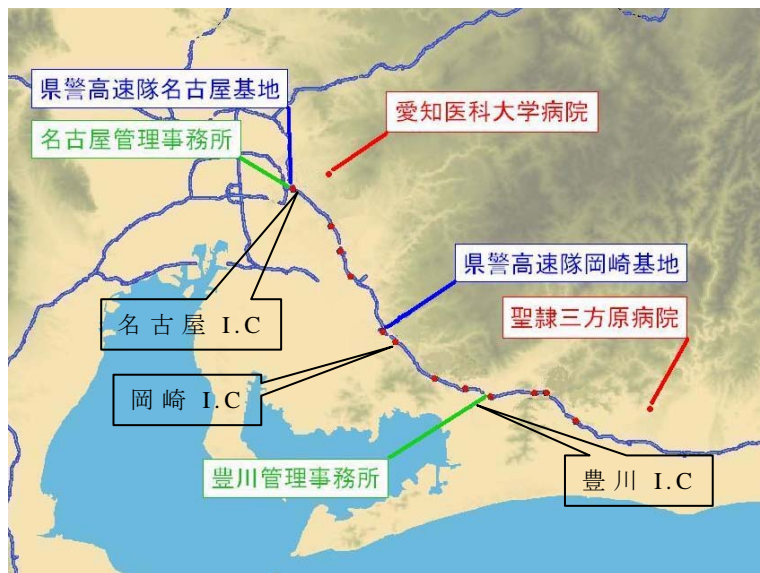 県警高速隊名古屋基地
愛知医科大学病院
名古屋管理事務所
県警高速隊岡崎基地
名古屋 I.C
聖隷三方原病院
岡崎 I.C
豊川管理事務所
豊川 I.C